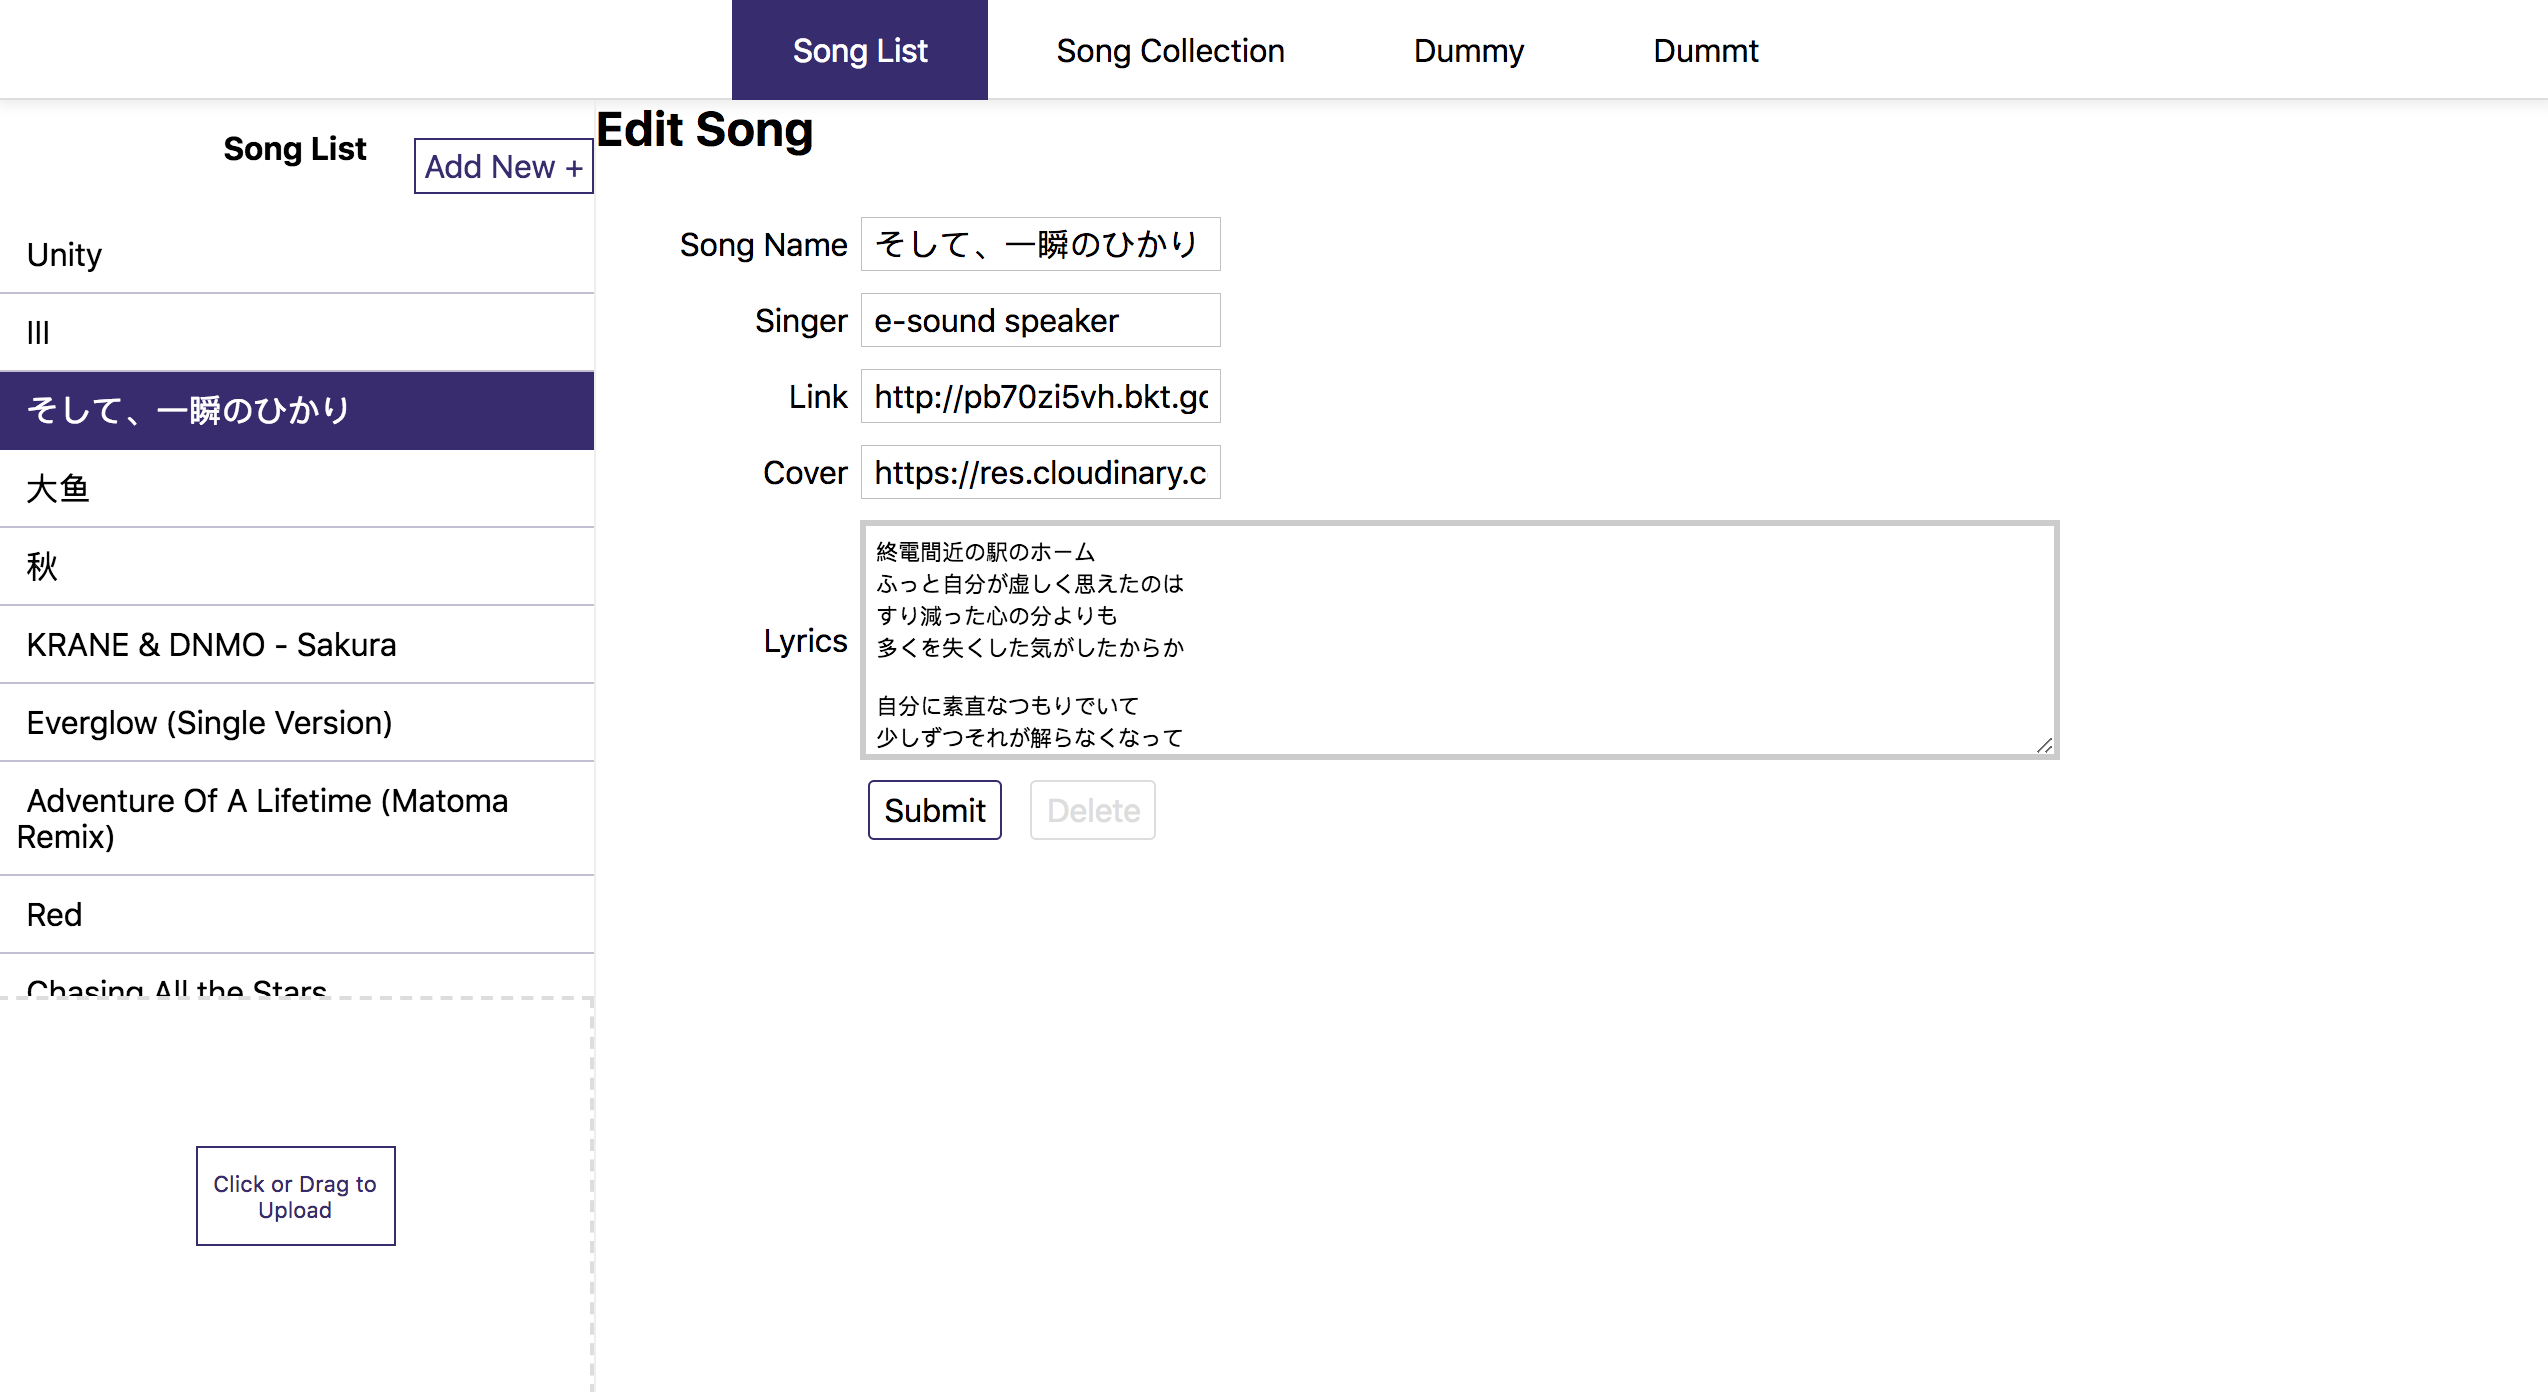 Song List
Song Collection
Dummy
Dummt
Song List
Add New +
Unity
III
そして、一瞬のひかり
大鱼
秋
KRANE & DNMO - Sakura
Everglow (Single Version)
Adventure Of A Lifetime (Matoma
Remix)
Red
Chasing All the Stars
Click or Drag to
Upload
Edit Song
Song Name そして、一瞬のひかり
Singer e-sound speaker
Link http://pb70zi5vh.bkt.gc
Cover https://res.cloudinary.c
Lyrics
終電間近の駅のホーム
ふっと自分が虚しく思えたのは
すり減った心の分よりも
多くを失くした気がしたからか
自分に素直なつもりでいて
少しずつそれが解らなくなって
Submit
Delete